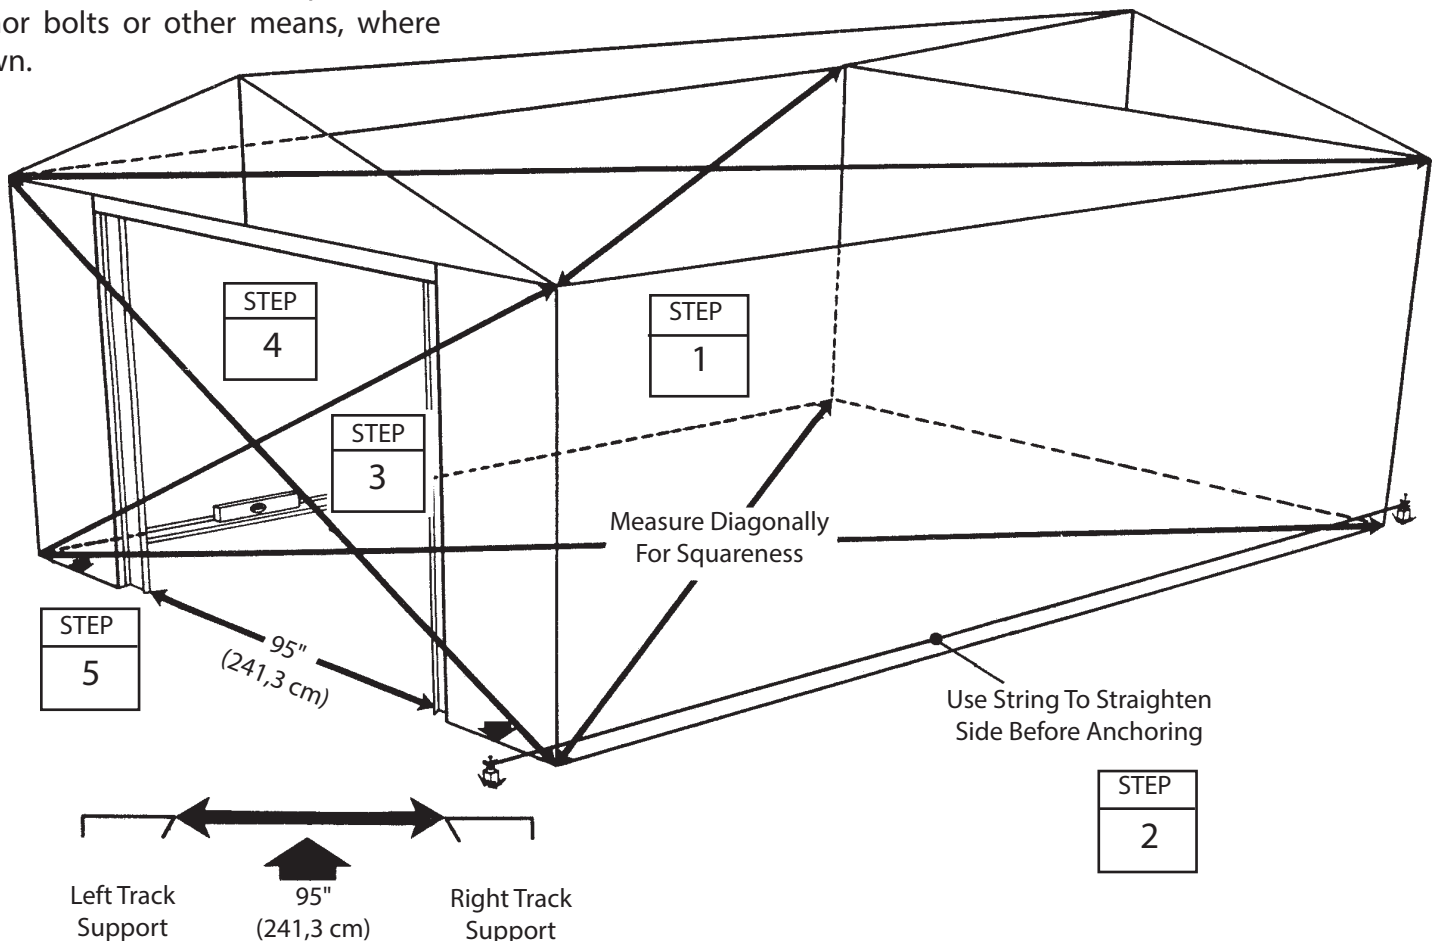 or bolts or other means, where
vn.
STEP
4
STEP
1
STEP
3
Measure Diagonally
For Squareness
STEP
5
95"
(241,3 cm)
Use String To Straighten
Side Before Anchoring
STEP
2
Left Track
Support
95"
(241,3 cm)
Right Track
Support